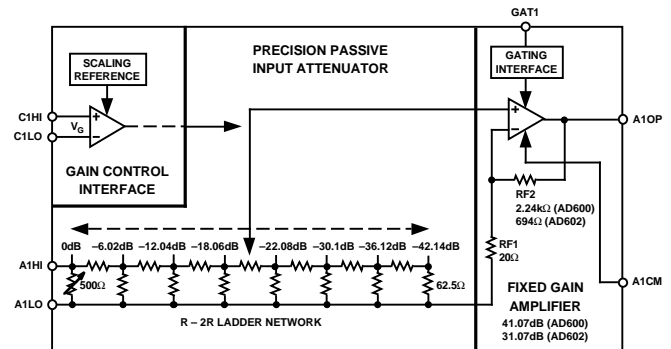 GAT1
PRECISION PASSIVE
INPUT ATTENUATOR
SCALING
REFERENCE
GATING
INTERFACE
C1HI
C1LO
VG
+
–
GAIN CONTROL
INTERFACE
+
–
A1OP
RF2
2.24kΩ (AD600)
694Ω (AD602)
RF1
20Ω
0dB –6.02dB –12.04dB –18.06dB –22.08dB –30.1dB –36.12dB –42.14dB
A1HI
500Ω
62.5Ω
A1LO
A1CM
R – 2R LADDER NETWORK
FIXED GAIN
AMPLIFIER
41.07dB (AD600)
31.07dB (AD602)